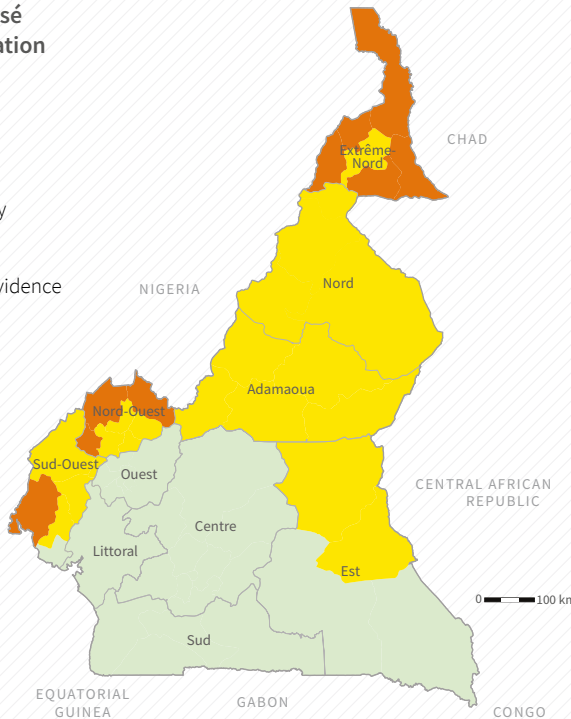 sé
ation
CHAD
Extrême-
Nord
y
NIGERIA
Nord
vidence
Adamaoua
Nord-Ouest
Sud-Ouest
Ouest
CENTRAL AFRICAN
REPUBLIC
Centre
Littoral
Est
0
100 km
Sud
EQUATORIAL
GUINEA
GABON
CONGO